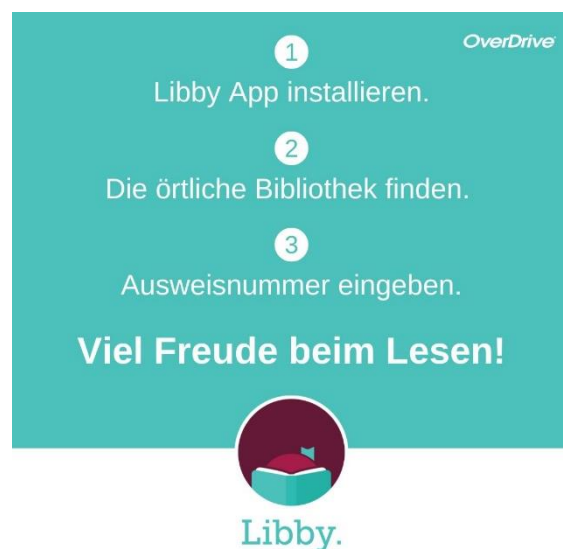 OverDrive
1
Libby App installieren.
2
Die örtliche Bibliothek finden.
3
Ausweisnummer eingeben.
Viel Freude beim Lesen!
Libby.